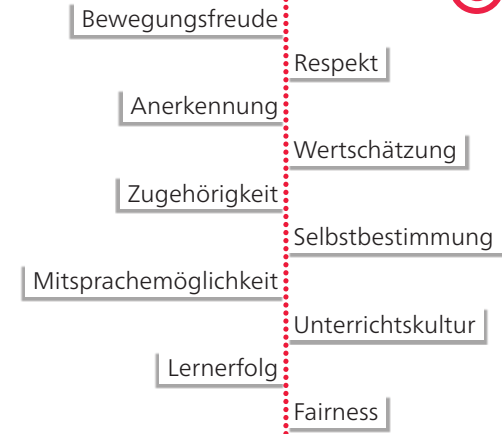 Bewegungsfreude
Respekt
Anerkennung
Wertschätzung
Zugehörigkeit
Selbstbestimmung
Mitsprachemöglichkeit
Unterrichtskultur
Lernerfolg
Fairness